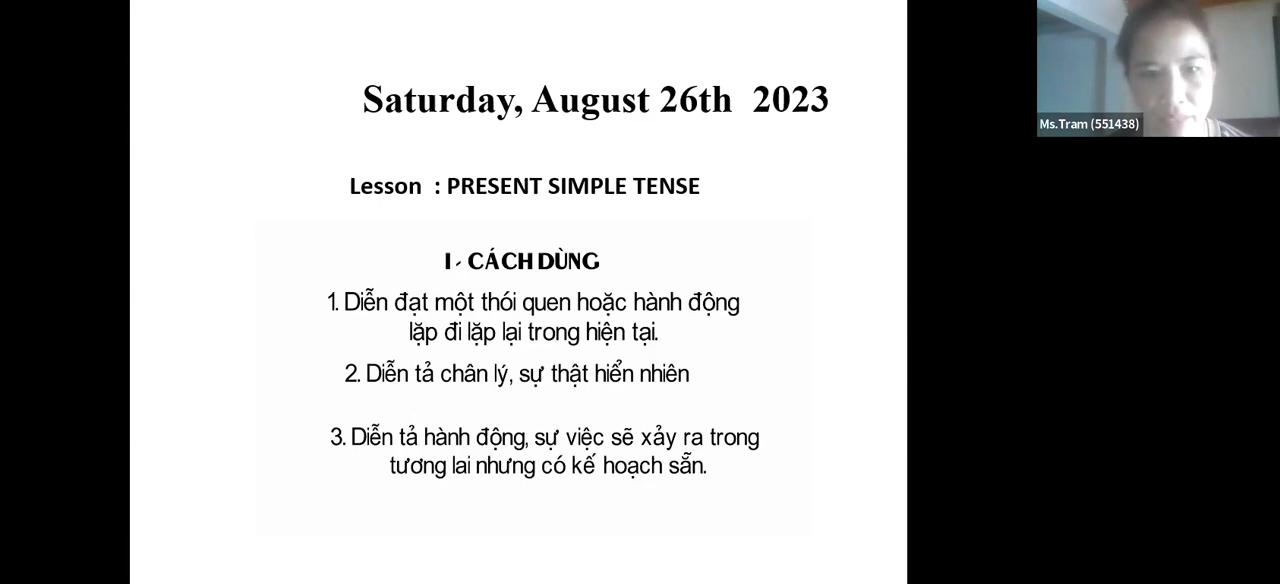 Saturday, August 26th 2023
Lesson : PRESENT SIMPLE TENSE
I - CÁCH DÙNG
1. Diễn đạt một thói quen hoặc hành động
lặp đi lặp lại trong hiện tại.
2. Diễn tả chân lý, sự thật hiển nhiên
3. Diễn tả hành động, sự việc sẽ xảy ra trong
tương lai nhưng có kế hoạch sẵn.
Ms.Tram (551438)